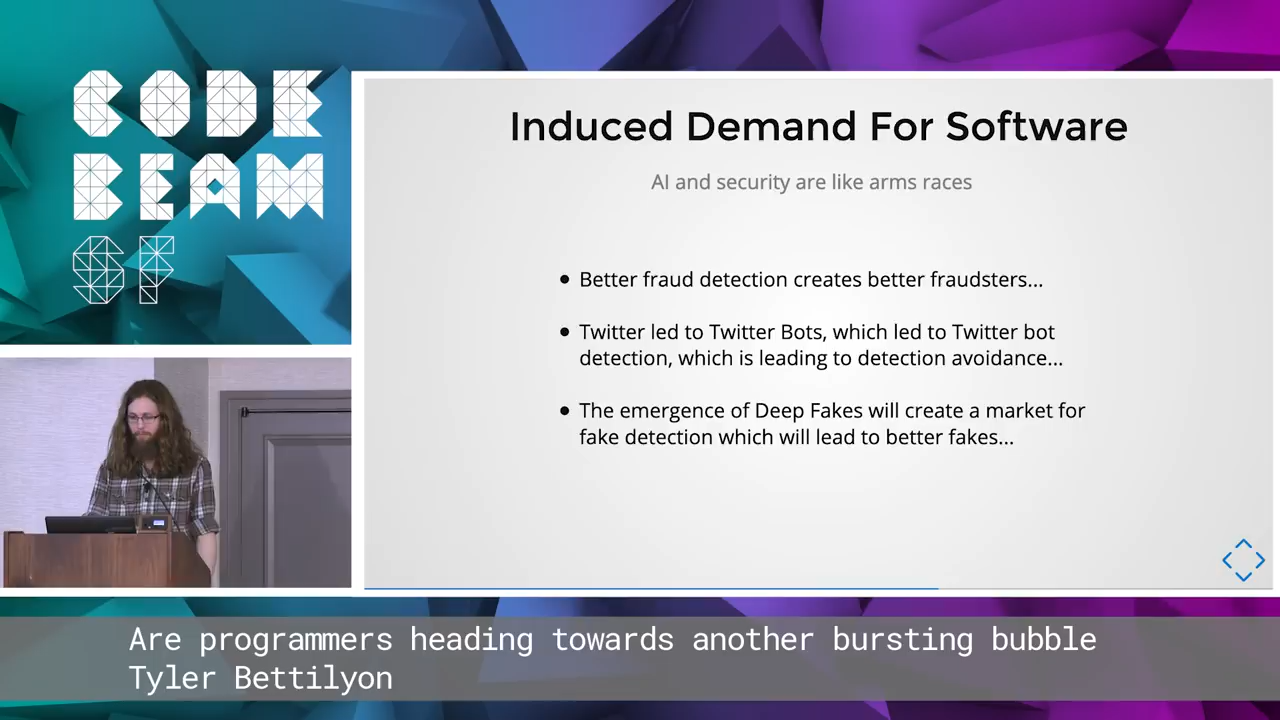 CODE
BEAM
SF
Induced Demand For Software
AI and security are like arms races
• Better fraud detection creates better fraudsters...
• Twitter led to Twitter Bots, which led to Twitter bot
detection, which is leading to detection avoidance...
• The emergence of Deep Fakes will create a market for
fake detection which will lead to better fakes...
Are programmers heading towards another bursting bubble
Tyler Bettilyon